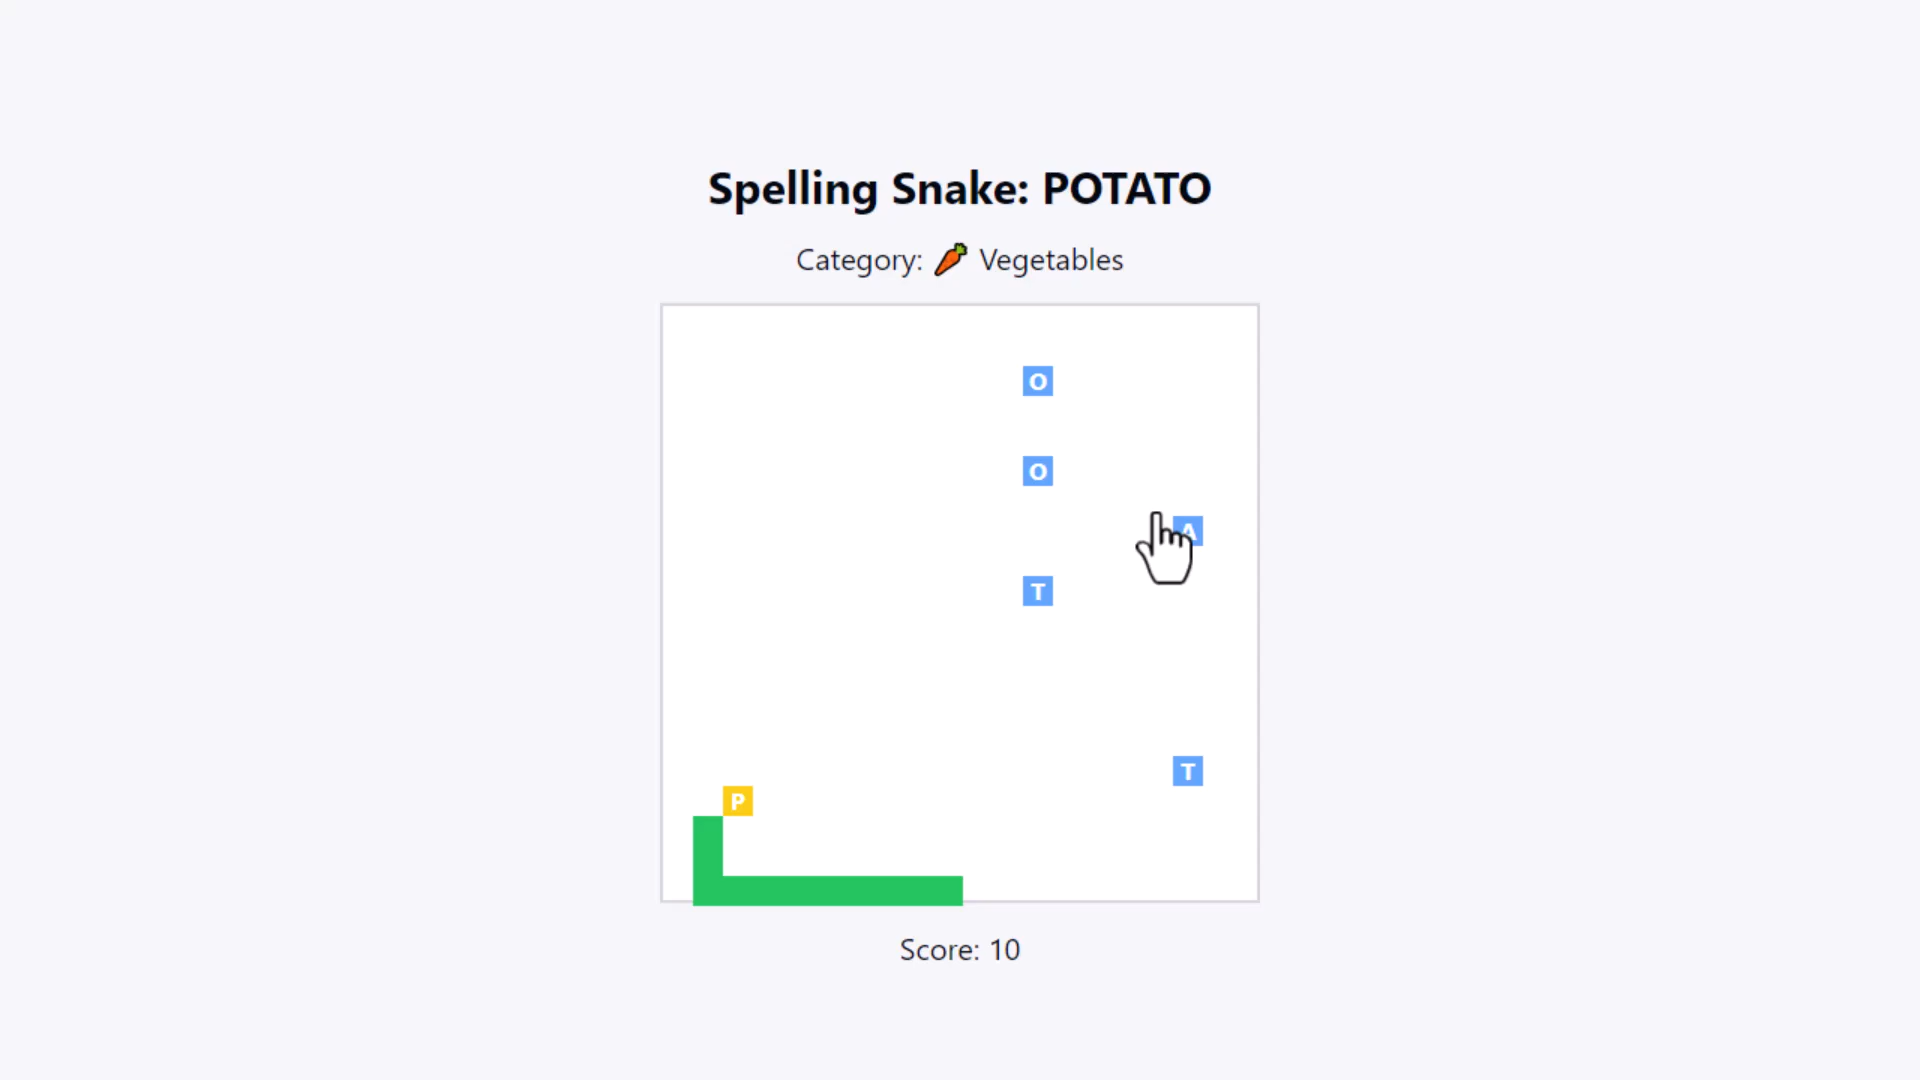 Spelling Snake: POTATO
Category: 🥕 Vegetables
O
O
A
T
T
P
Score: 10